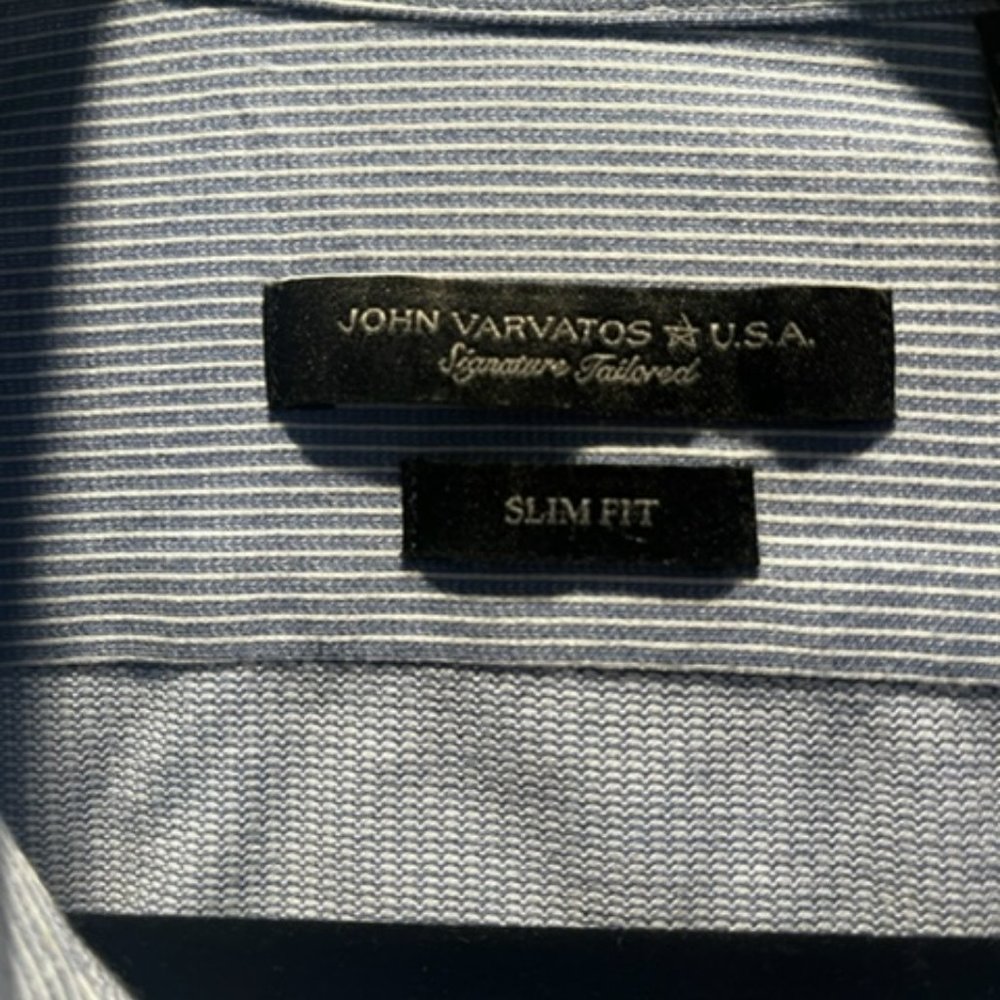 JOHN VARVATOS ☆ U.S.A.
Signature Tailored
SLIM FIT